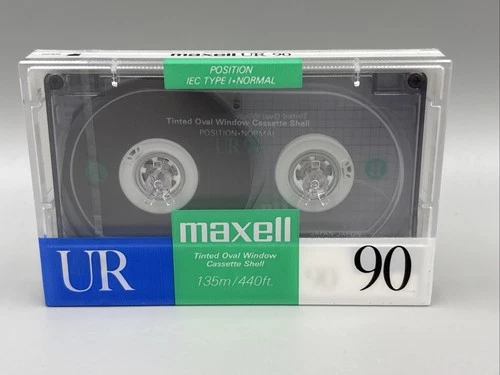 maxell UR 90
POSITION
IEC TYPE I•NORMAL
Tinted Oval Window Cassette Shell
POSITION•NORMAL
UR
maxell
Tinted Oval Window
Cassette Shell
135m/440ft.
UR
90